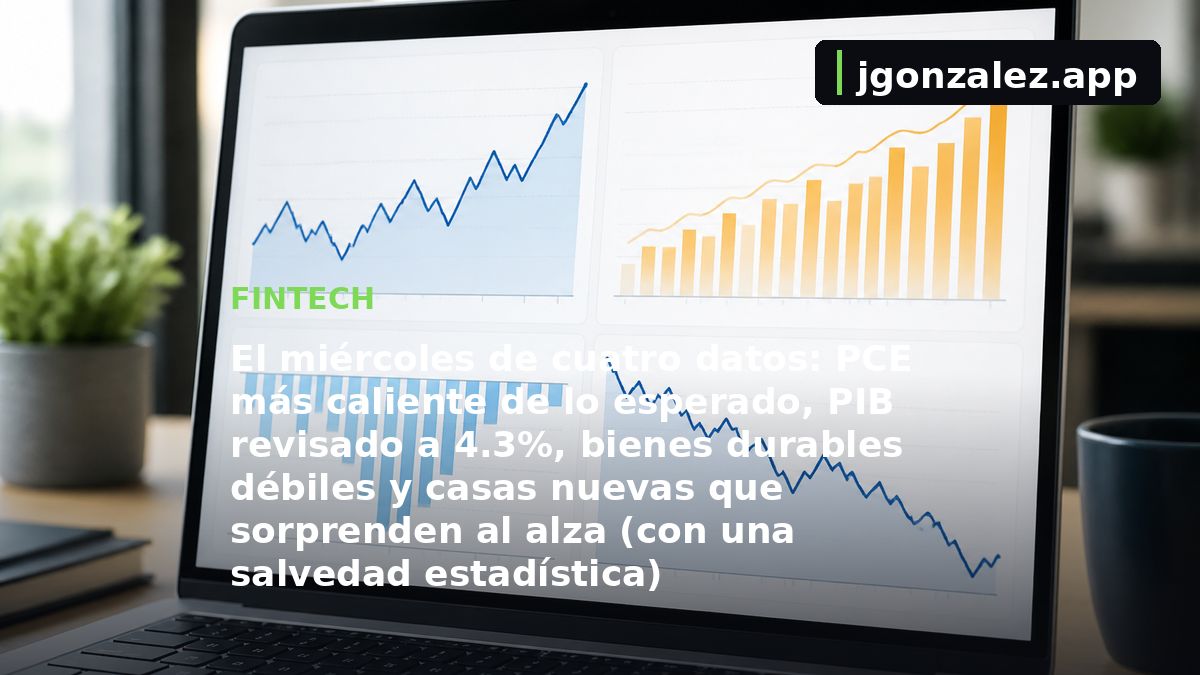 jgonzalez.app
FINTECH
El miércoles de cuatro datos: PCE
más caliente de lo esperado, PIB
revisado a 4.3%, bienes durables
débiles y casas nuevas que
sorprenden al alza (con una
salvedad estadística)